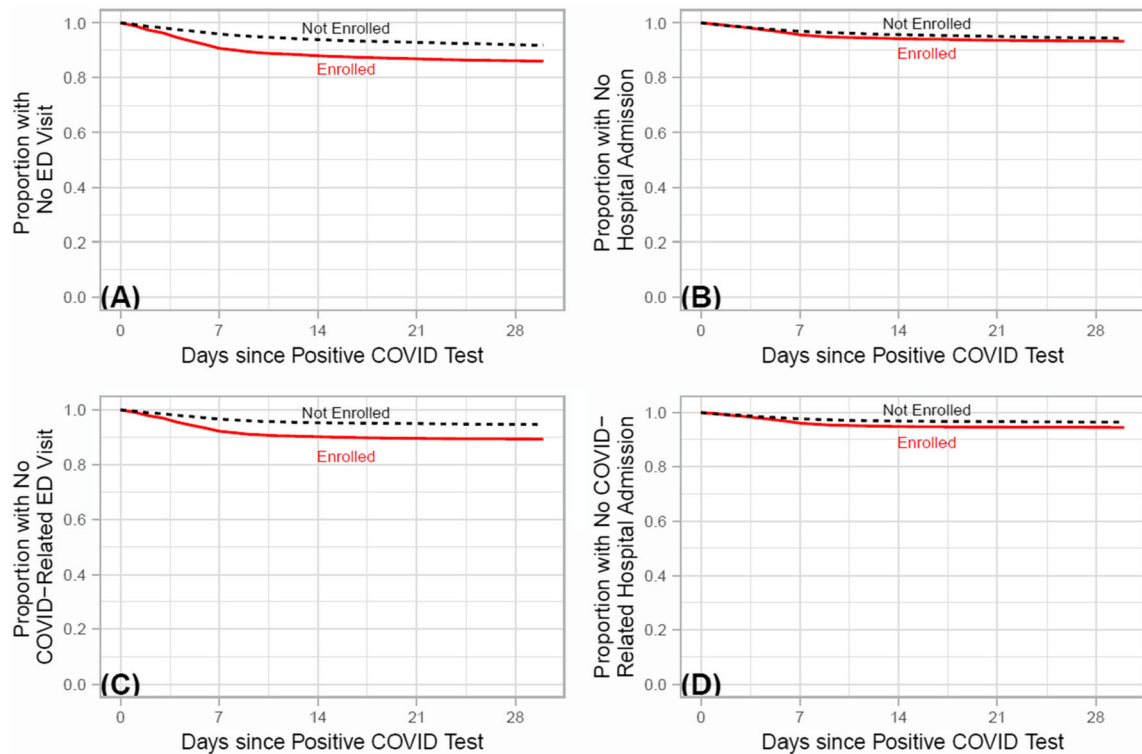 Proportion with
No ED Visit
1.0
0.8
0.6
0.4
0.2
0.0
Not Enrolled
Enrolled
(A)
0 7 14 21 28
Days since Positive COVID Test
Proportion with No
Hospital Admission
1.0
0.8
0.6
0.4
0.2
0.0
Not Enrolled
Enrolled
(B)
0 7 14 21 28
Days since Positive COVID Test
Proportion with No
COVID−Related ED Visit
1.0
0.8
0.6
0.4
0.2
0.0
Not Enrolled
Enrolled
(C)
0 7 14 21 28
Days since Positive COVID Test
Proportion with No COVID−
Related Hospital Admission
1.0
0.8
0.6
0.4
0.2
0.0
Not Enrolled
Enrolled
(D)
0 7 14 21 28
Days since Positive COVID Test